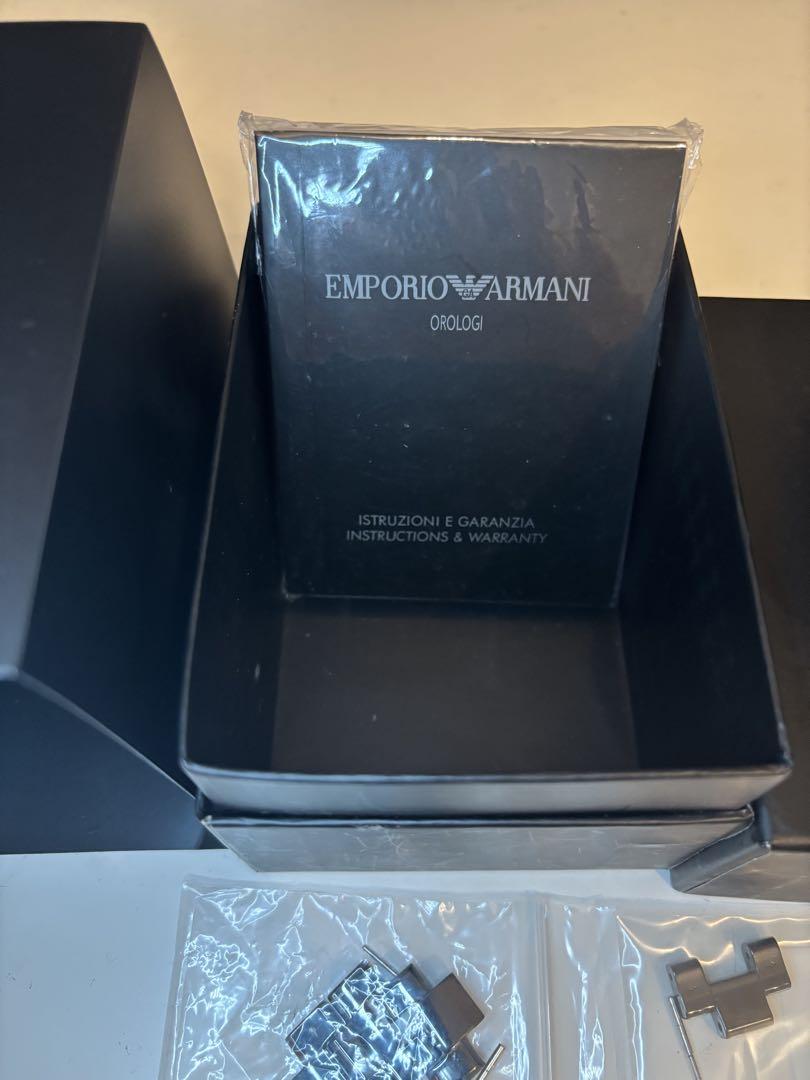 EMPORIO ARMANI
OROLOGI
ISTRUZIONI E GARANZIA
INSTRUCTIONS & WARRANTY